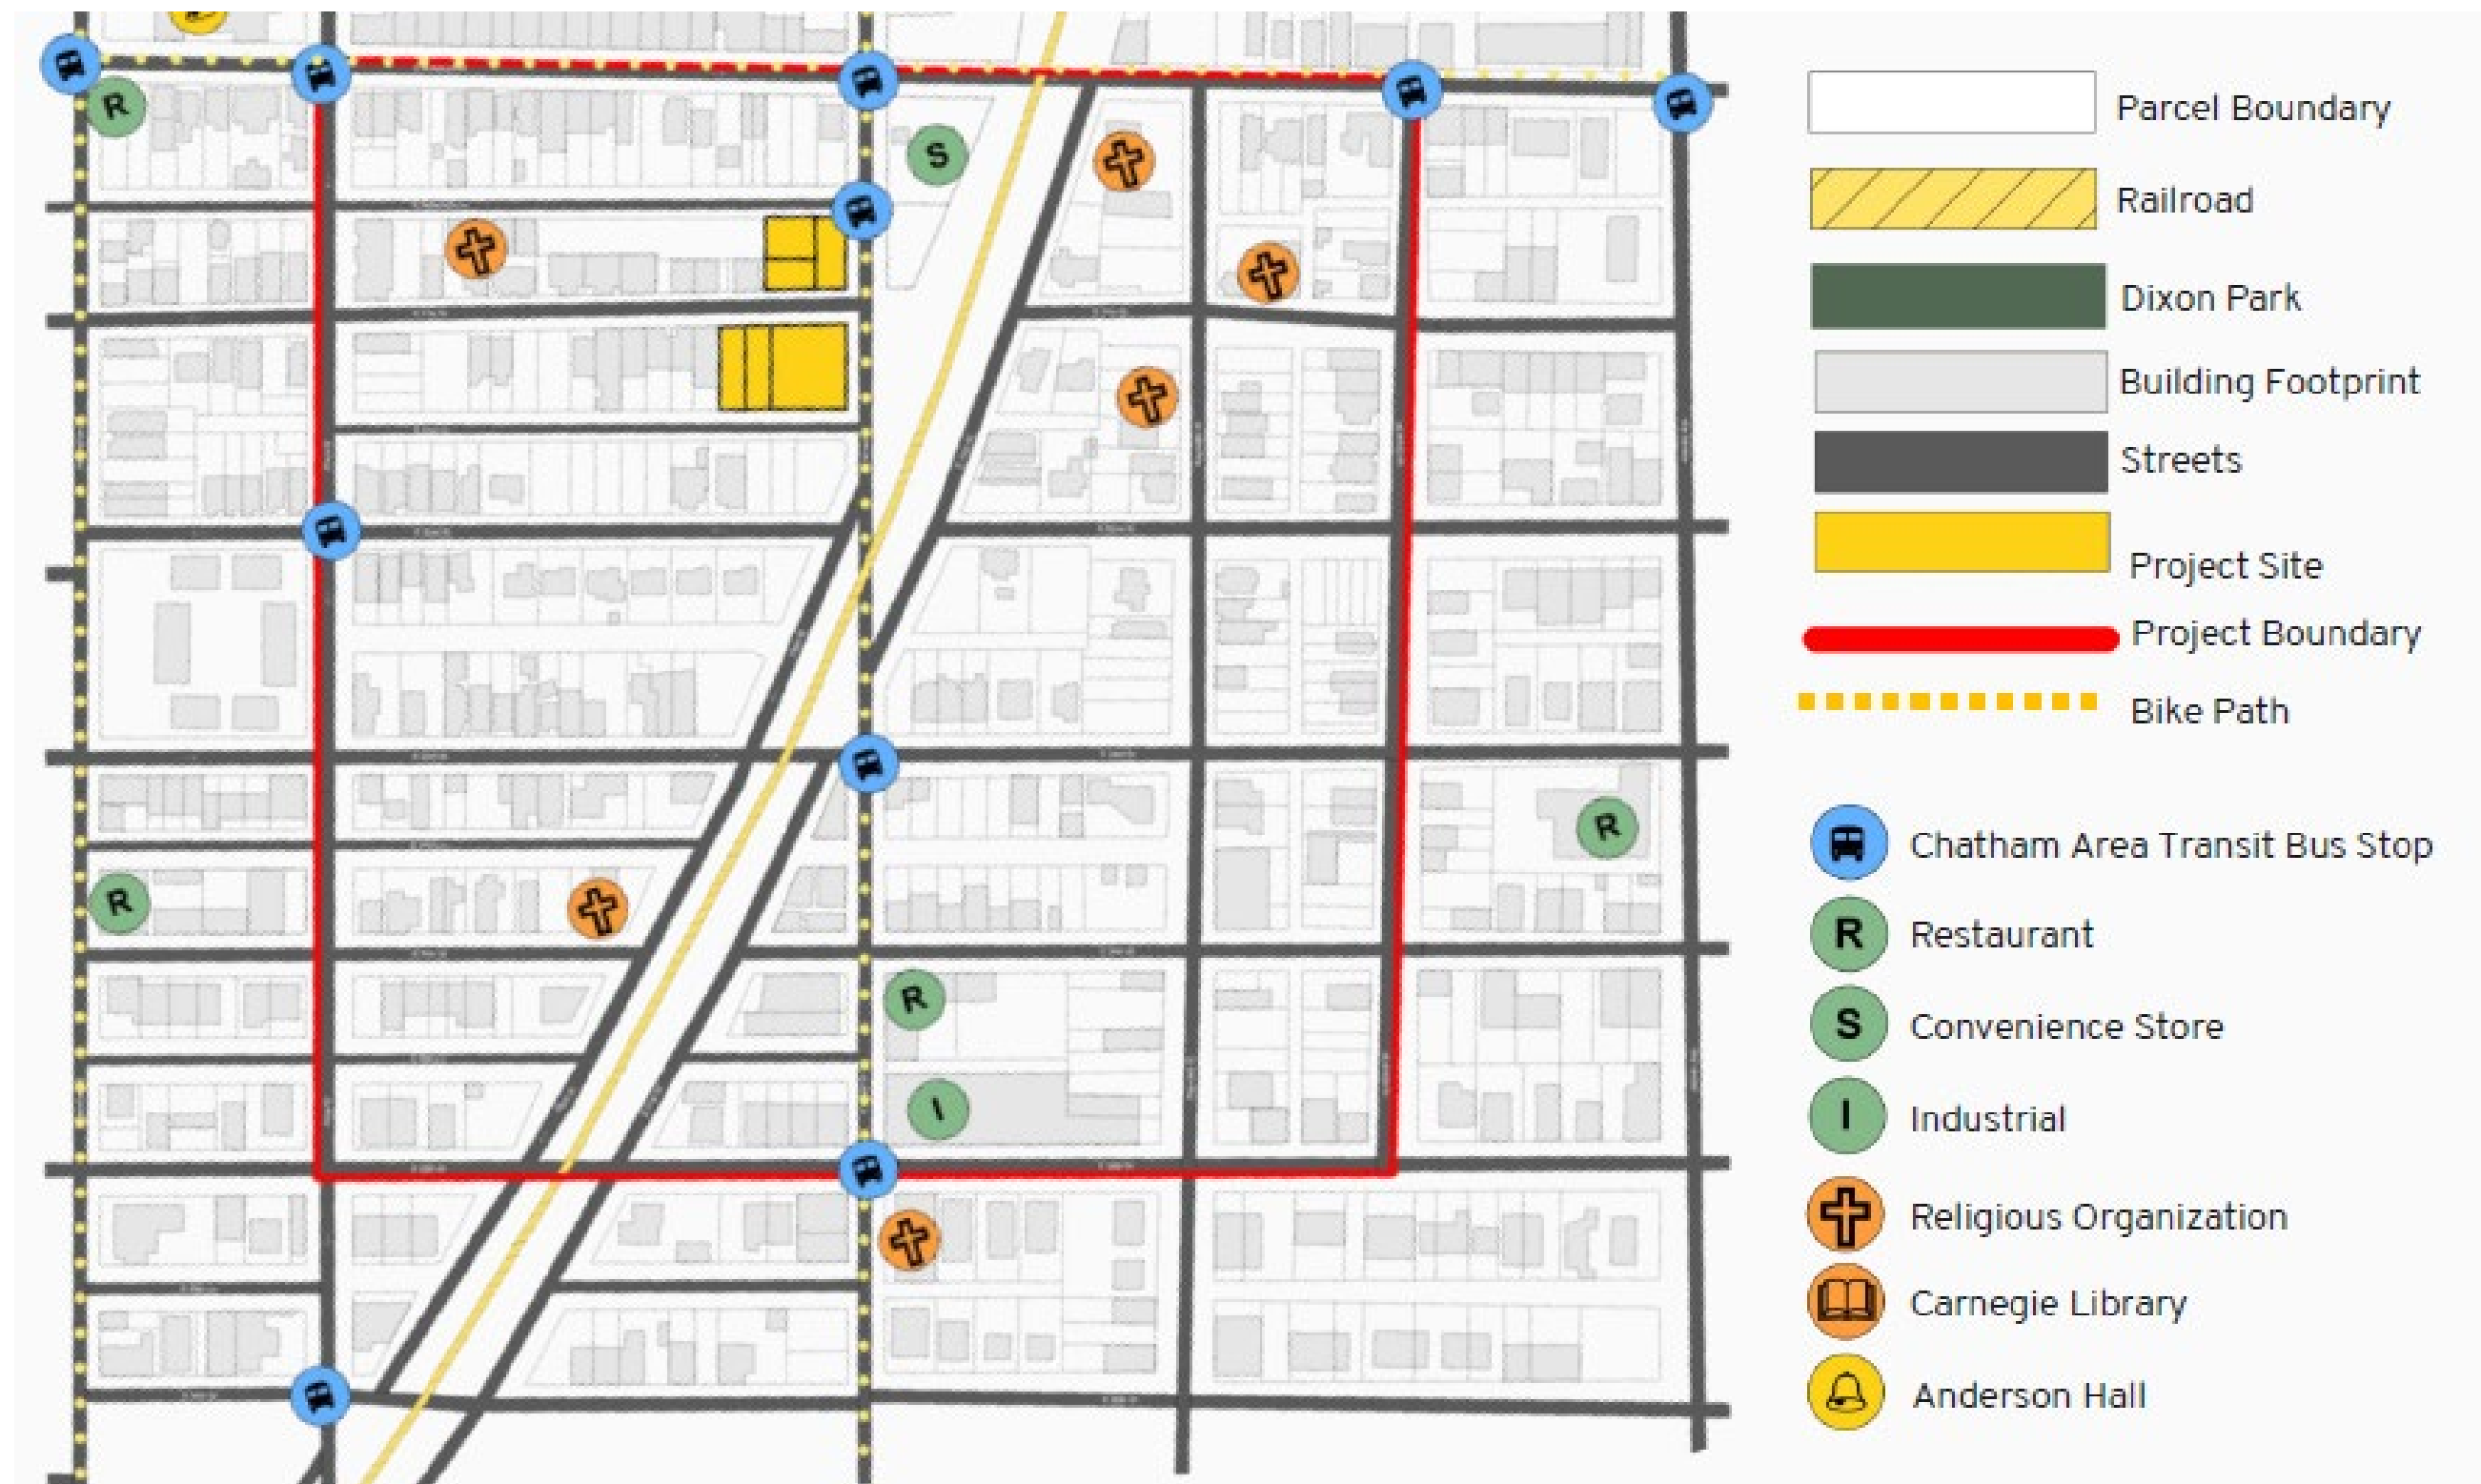 R
S
R
R
R
I
Parcel Boundary
Railroad
Dixon Park
Building Footprint
Streets
Project Site
Project Boundary
Bike Path
Chatham Area Transit Bus Stop
R Restaurant
S Convenience Store
I Industrial
Religious Organization
Carnegie Library
Anderson Hall